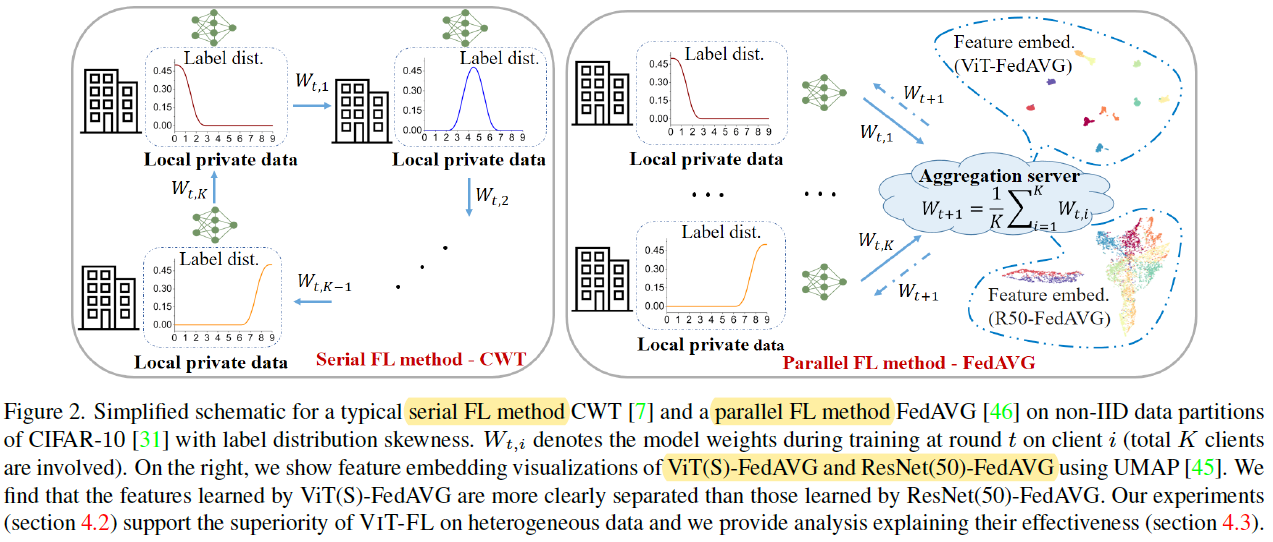 Label dist.
0.45
0.30
0.15
0.00
0 1 2 3 4 5 6 7 8 9
Local private data
W_{t,1}
Label dist.
0.45
0.30
0.15
0.00
0 1 2 3 4 5 6 7 8 9
Local private data
W_{t,K}
W_{t,2}
Label dist.
0.45
0.30
0.15
0.00
0 1 2 3 4 5 6 7 8 9
Local private data
W_{t,K-1}
Serial FL method - CWT
Label dist.
0.45
0.30
0.15
0.00
0 1 2 3 4 5 6 7 8 9
Local private data
W_{t+1}
W_{t,1}
Feature embed.
(ViT-FedAVG)
Aggregation server
W_{t+1} = \frac{1}{K} \sum_{i=1}^{K} W_{t,i}
Label dist.
0.45
0.30
0.15
0.00
0 1 2 3 4 5 6 7 8 9
Local private data
W_{t,K}
W_{t+1}
Feature embed.
(R50-FedAVG)
Parallel FL method - FedAVG
Figure 2. Simplified schematic for a typical serial FL method CWT [7] and a parallel FL method FedAVG [46] on non-IID data partitions
of CIFAR-10 [31] with label distribution skewness. W_{t,i} denotes the model weights during training at round t on client i (total K clients
are involved). On the right, we show feature embedding visualizations of ViT(S)-FedAVG and ResNet(50)-FedAVG using UMAP [45]. We
find that the features learned by ViT(S)-FedAVG are more clearly separated than those learned by ResNet(50)-FedAVG. Our experiments
(section 4.2) support the superiority of VIT-FL on heterogeneous data and we provide analysis explaining their effectiveness (section 4.3).